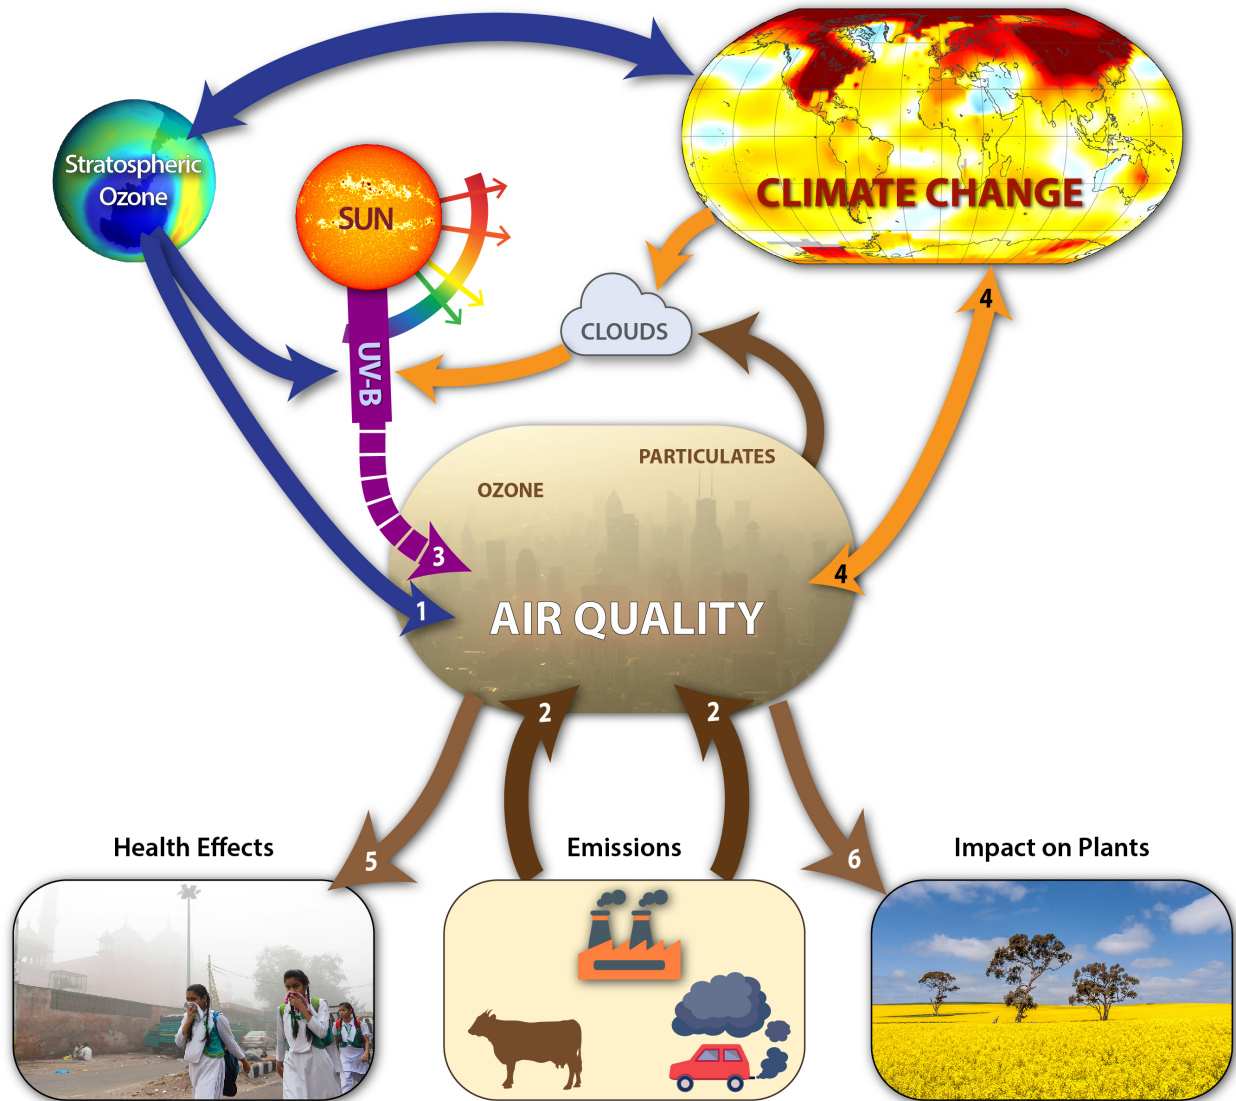 Stratospheric
Ozone
SUN
CLIMATE CHANGE
4
CLOUDS
UV-B
PARTICULATES
OZONE
3
4
1
AIR QUALITY
2
2
Health Effects
Emissions
Impact on Plants
5
6